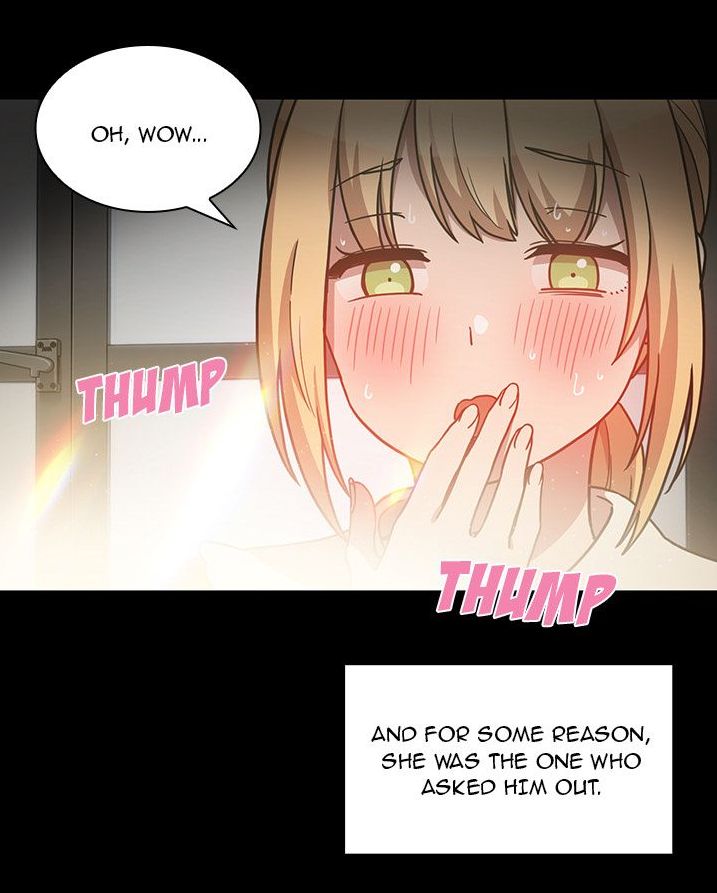 OH, WOW...
THUMP
THUMP
AND FOR SOME REASON,
SHE WAS THE ONE WHO
ASKED HIM OUT.